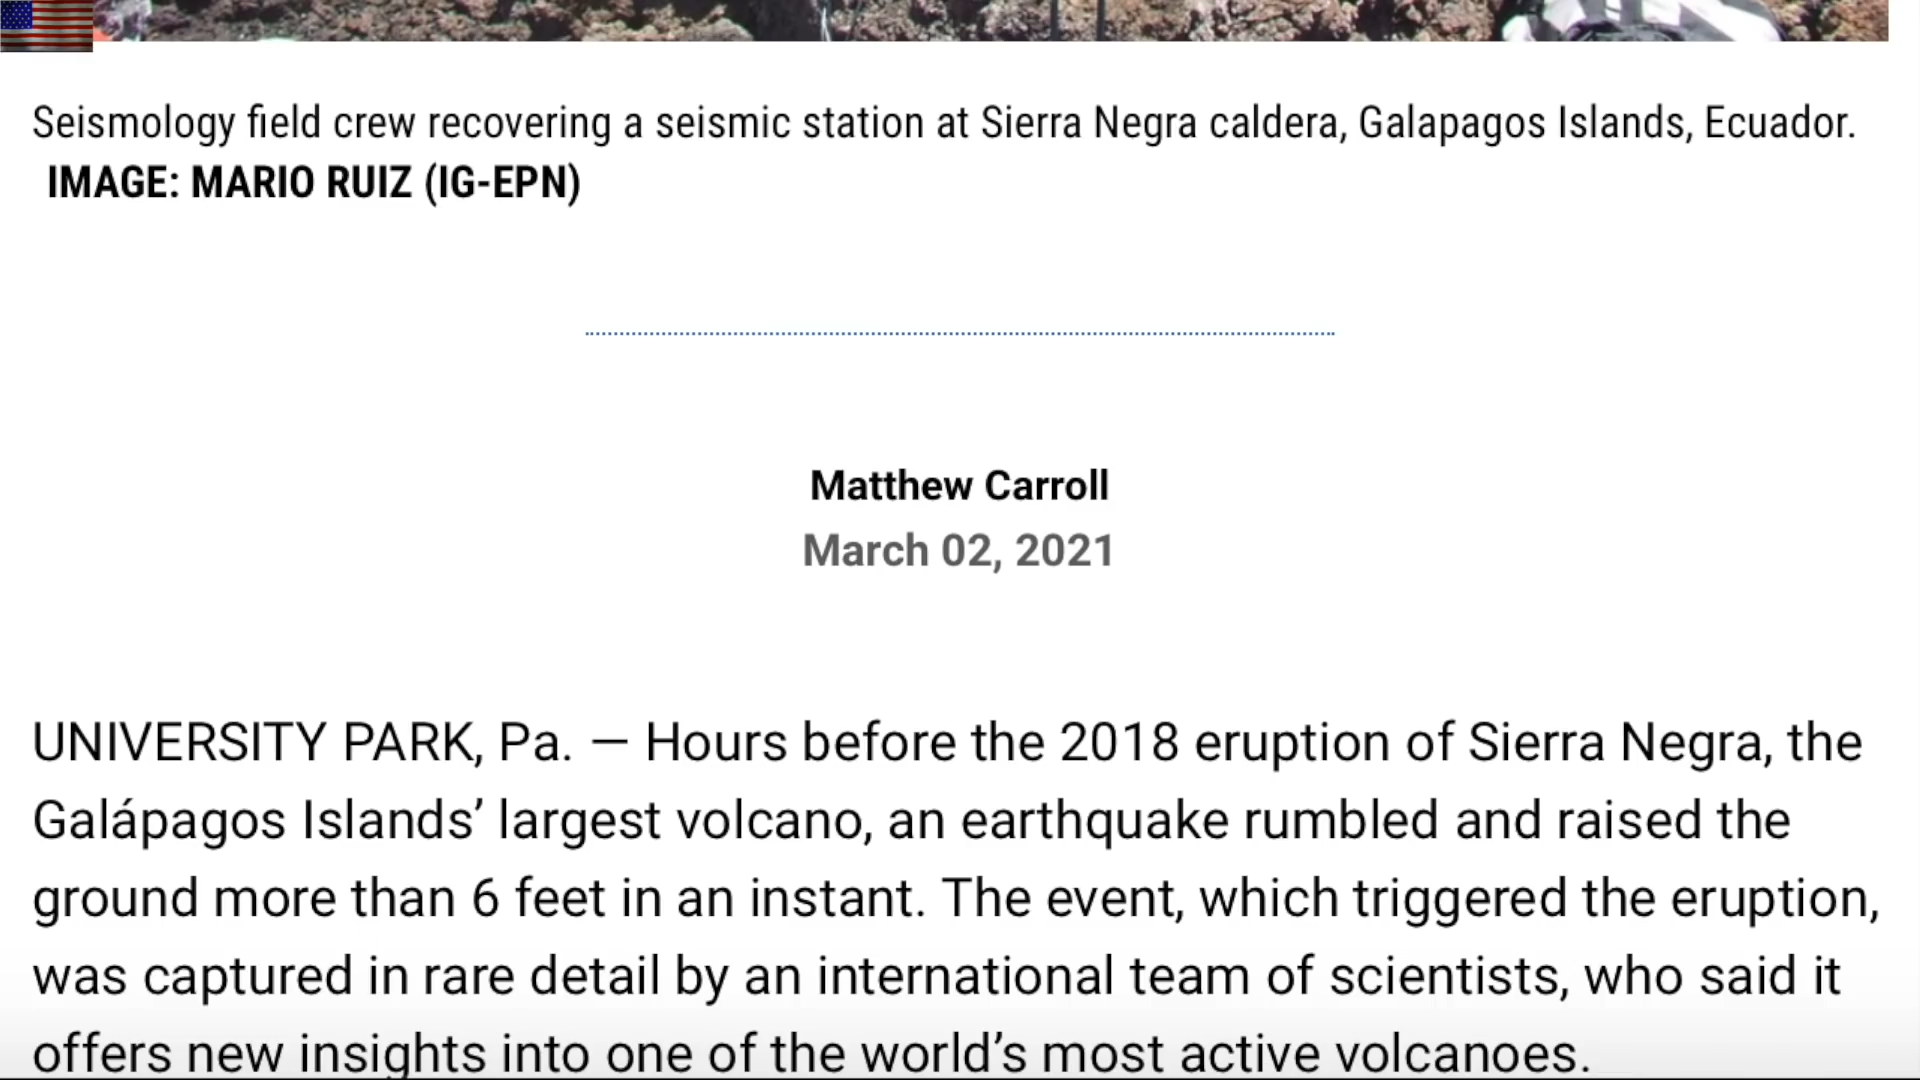 Seismology field crew recovering a seismic station at Sierra Negra caldera, Galapagos Islands, Ecuador.
IMAGE: MARIO RUIZ (IG-EPN)
Matthew Carroll
March 02, 2021
UNIVERSITY PARK, Pa. — Hours before the 2018 eruption of Sierra Negra, the
Galápagos Islands’ largest volcano, an earthquake rumbled and raised the
ground more than 6 feet in an instant. The event, which triggered the eruption,
was captured in rare detail by an international team of scientists, who said it
offers new insights into one of the world’s most active volcanoes.